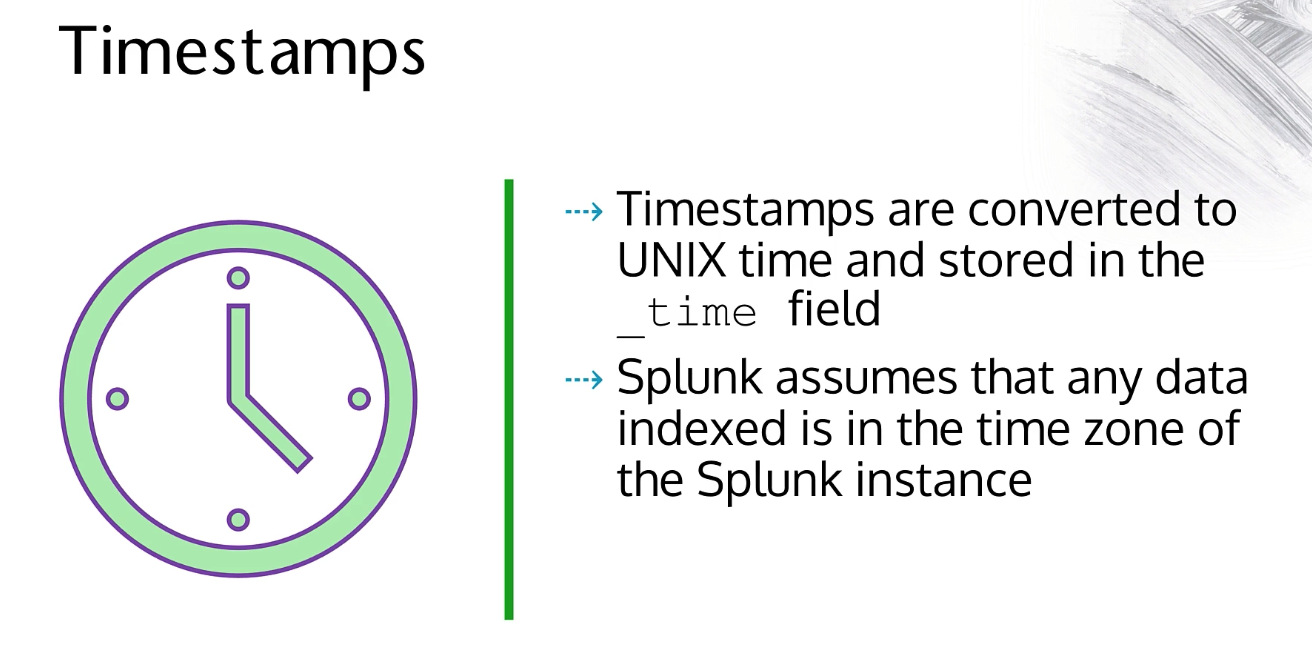 Timestamps
⇢ Timestamps are converted to
UNIX time and stored in the
_time field
⇢ Splunk assumes that any data
indexed is in the time zone of
the Splunk instance